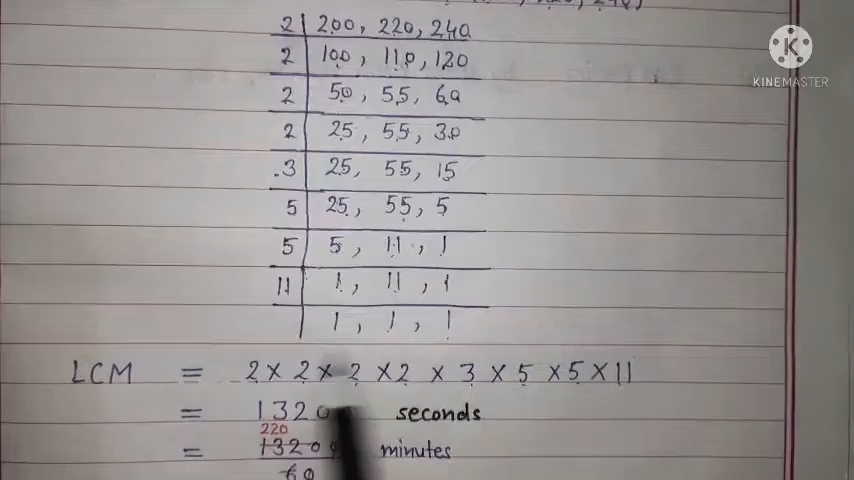 2 | 200, 220, 240
2 | 100, 110, 120
2 | 50, 55, 60
2 | 25, 55, 30
3 | 25, 55, 15
5 | 25, 55, 5
5 | 5, 11, 1
11 | 1, 11, 1
1, 1, 1
LCM = 2 × 2 × 2 × 2 × 3 × 5 × 5 × 11
= 1320 seconds
220
= 1320 minutes
60
K
KINEMASTER